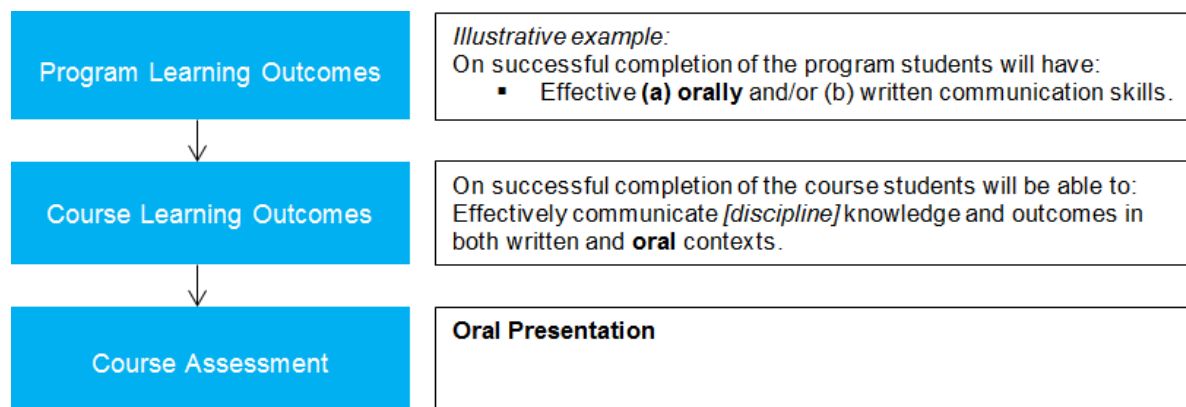 Program Learning Outcomes
Illustrative example:
On successful completion of the program students will have:
▪ Effective (a) orally and/or (b) written communication skills.
Course Learning Outcomes
On successful completion of the course students will be able to:
Effectively communicate [discipline] knowledge and outcomes in
both written and oral contexts.
Course Assessment
Oral Presentation